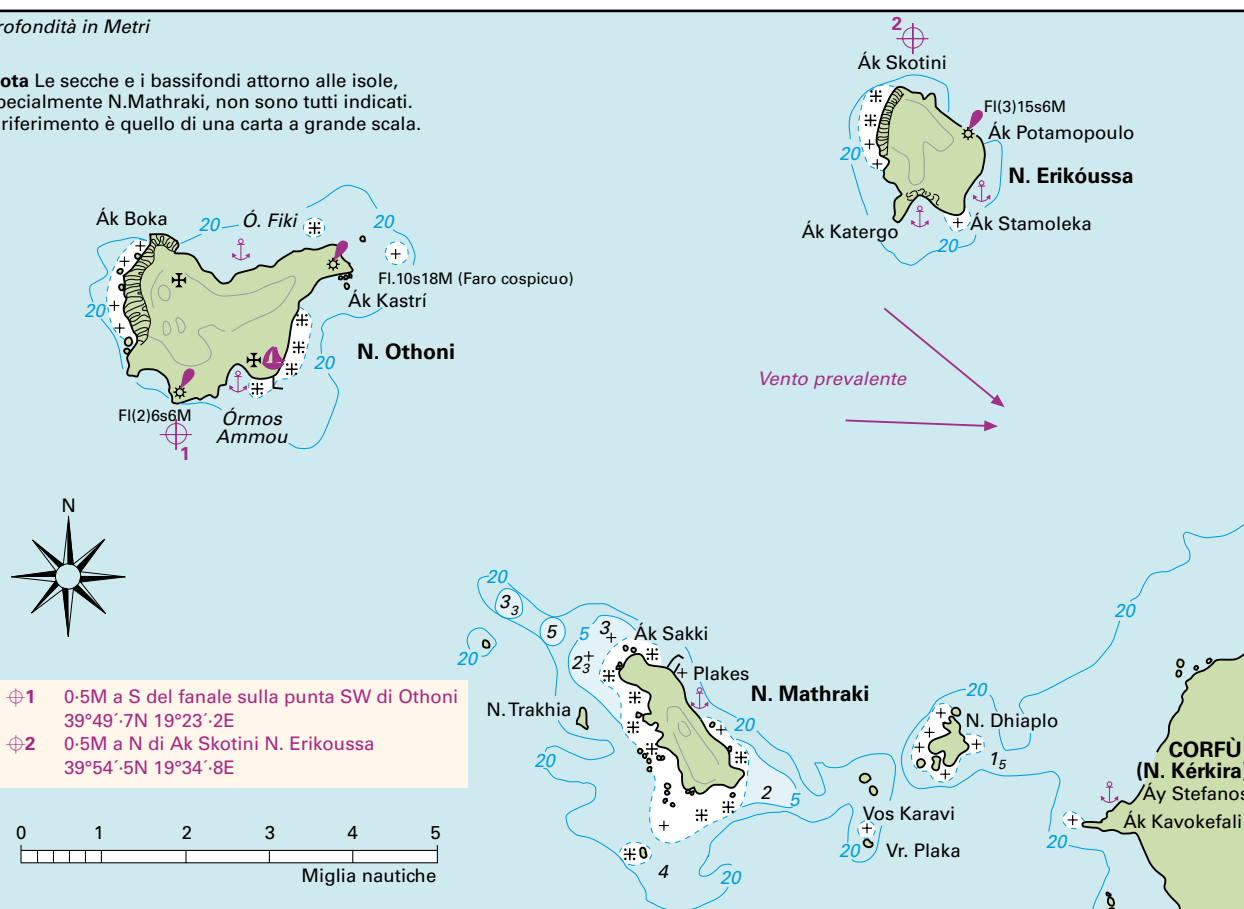 rofondità in Metri
ota Le secche e i bassifondi attorno alle isole,
pecialmente N.Mathraki, non sono tutti indicati.
riferimento è quello di una carta a grande scala.
2
Ák Skotini
Fl(3)15s6M
Ák Potamopoulo
20
N. Erikóussa
Ák Katergo
Ák Stamoleka
20
Ák Boka
20
Ó. Fiki
20
Fl.10s18M (Faro cospicuo)
Ák Kastrí
20
N. Othoni
20
Fl(2)6s6M
Órmos
Ammou
1
Vento prevalente
N
20
3₃
5
5
3
Ák Sakki
2₃
20
Plakes
N. Mathraki
N. Trakhia
20
20
2
5
4
20
20
20
N. Dhiaplo
1₅
Vos Karavi
20
Vr. Plaka
CORFÙ
(N. Kérkira)
Áy Stefanos
Ák Kavokefali
20
1 0·5M a S del fanale sulla punta SW di Othoni
39°49´·7N 19°23´·2E
2 0·5M a N di Ak Skotini N. Erikoussa
39°54´·5N 19°34´·8E
0 1 2 3 4 5
Miglia nautiche